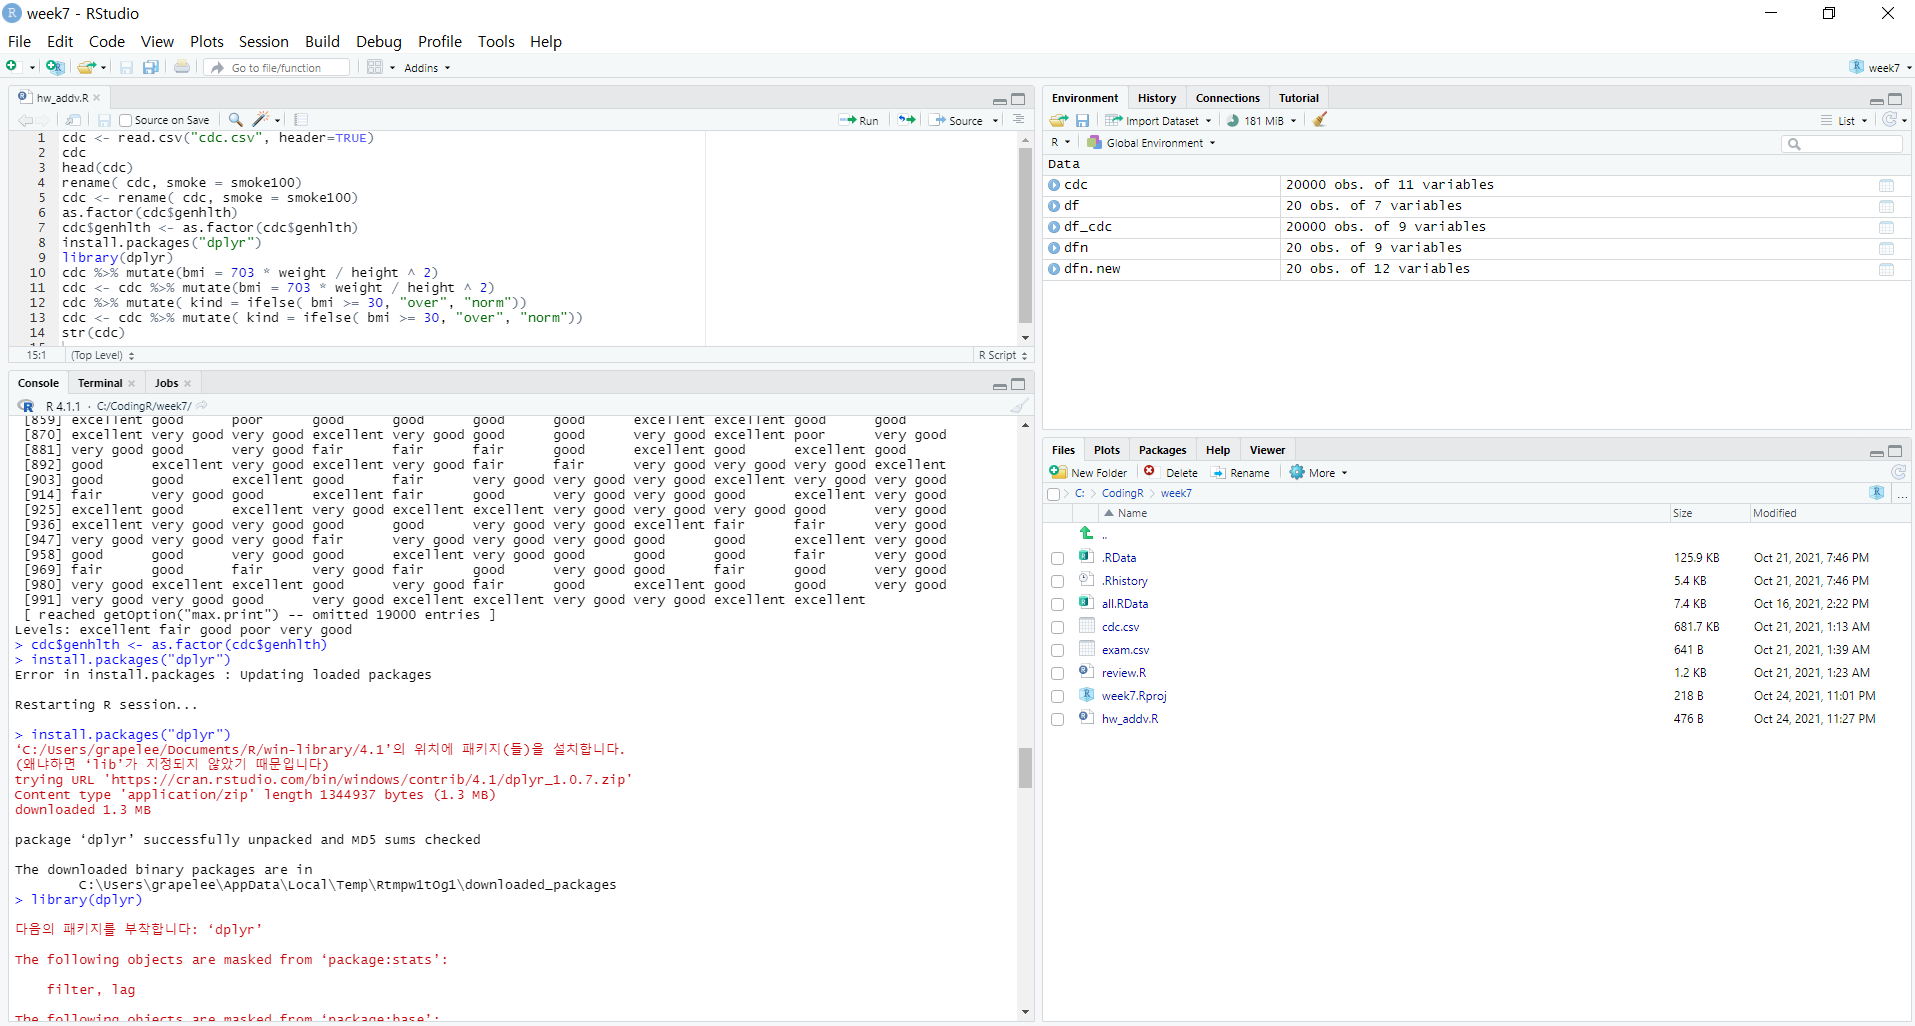 week7 - RStudio
File Edit Code View Plots Session Build Debug Profile Tools Help
Go to file/function Addins week7
hw_addv.R
Source on Save Run Source
1 cdc <- read.csv("cdc.csv", header=TRUE)
2 cdc
3 head(cdc)
4 rename( cdc, smoke = smoke100)
5 cdc <- rename( cdc, smoke = smoke100)
6 as.factor(cdc$genhlth)
7 cdc$genhlth <- as.factor(cdc$genhlth)
8 install.packages("dplyr")
9 library(dplyr)
10 cdc %>% mutate(bmi = 703 * weight / height ^ 2)
11 cdc <- cdc %>% mutate(bmi = 703 * weight / height ^ 2)
12 cdc %>% mutate( kind = ifelse( bmi >= 30, "over", "norm"))
13 cdc <- cdc %>% mutate( kind = ifelse( bmi >= 30, "over", "norm"))
14 str(cdc)
15:1 (Top Level) R Script
Console Terminal Jobs
R 4.1.1 · C:/CodingR/week7/
[859] excellent good poor good good good good excellent excellent good good
[870] excellent very good very good excellent very good good good very good excellent poor very good
[881] very good good very good fair fair fair good excellent good excellent good
[892] good excellent very good excellent very good fair fair very good very good very good excellent
[903] good good excellent good fair very good very good very good excellent very good very good
[914] fair very good good excellent fair good very good very good good excellent very good
[925] excellent good excellent very good excellent excellent very good very good very good good very good
[936] excellent very good very good good good very good very good excellent fair fair very good
[947] very good very good very good fair very good very good very good good good excellent very good
[958] good good very good good excellent very good good good good fair very good
[969] fair good fair very good fair good very good good fair good very good
[980] very good excellent excellent good very good fair good excellent good good very good
[991] very good very good good very good excellent excellent very good very good excellent excellent
[ reached getOption("max.print") -- omitted 19000 entries ]
Levels: excellent fair good poor very good
> cdc$genhlth <- as.factor(cdc$genhlth)
> install.packages("dplyr")
Error in install.packages : Updating loaded packages
Restarting R session...
> install.packages("dplyr")
‘C:/Users/grapelee/Documents/R/win-library/4.1’의 위치에 패키지(들)을 설치합니다.
(왜냐하면 ‘lib’가 지정되지 않았기 때문입니다)
trying URL 'https://cran.rstudio.com/bin/windows/contrib/4.1/dplyr_1.0.7.zip'
Content type 'application/zip' length 1344937 bytes (1.3 MB)
downloaded 1.3 MB
package ‘dplyr’ successfully unpacked and MD5 sums checked
The downloaded binary packages are in
C:\Users\grapelee\AppData\Local\Temp\Rtmpw1tOg1\downloaded_packages
> library(dplyr)
다음의 패키지를 부착합니다: ‘dplyr’
The following objects are masked from ‘package:stats’:
filter, lag
The following objects are masked from ‘package:base’:
Environment History Connections Tutorial
Import Dataset 181 MiB List
R Global Environment
Data
cdc 20000 obs. of 11 variables
df 20 obs. of 7 variables
df_cdc 20000 obs. of 9 variables
dfn 20 obs. of 9 variables
dfn.new 20 obs. of 12 variables
Files Plots Packages Help Viewer
New Folder Delete Rename More
C: CodingR week7 ...
Name Size Modified
..
.RData 125.9 KB Oct 21, 2021, 7:46 PM
.Rhistory 5.4 KB Oct 21, 2021, 7:46 PM
all.RData 7.4 KB Oct 16, 2021, 2:22 PM
cdc.csv 681.7 KB Oct 21, 2021, 1:13 AM
exam.csv 641 B Oct 21, 2021, 1:39 AM
review.R 1.2 KB Oct 21, 2021, 1:23 AM
week7.Rproj 218 B Oct 24, 2021, 11:01 PM
hw_addv.R 476 B Oct 24, 2021, 11:27 PM